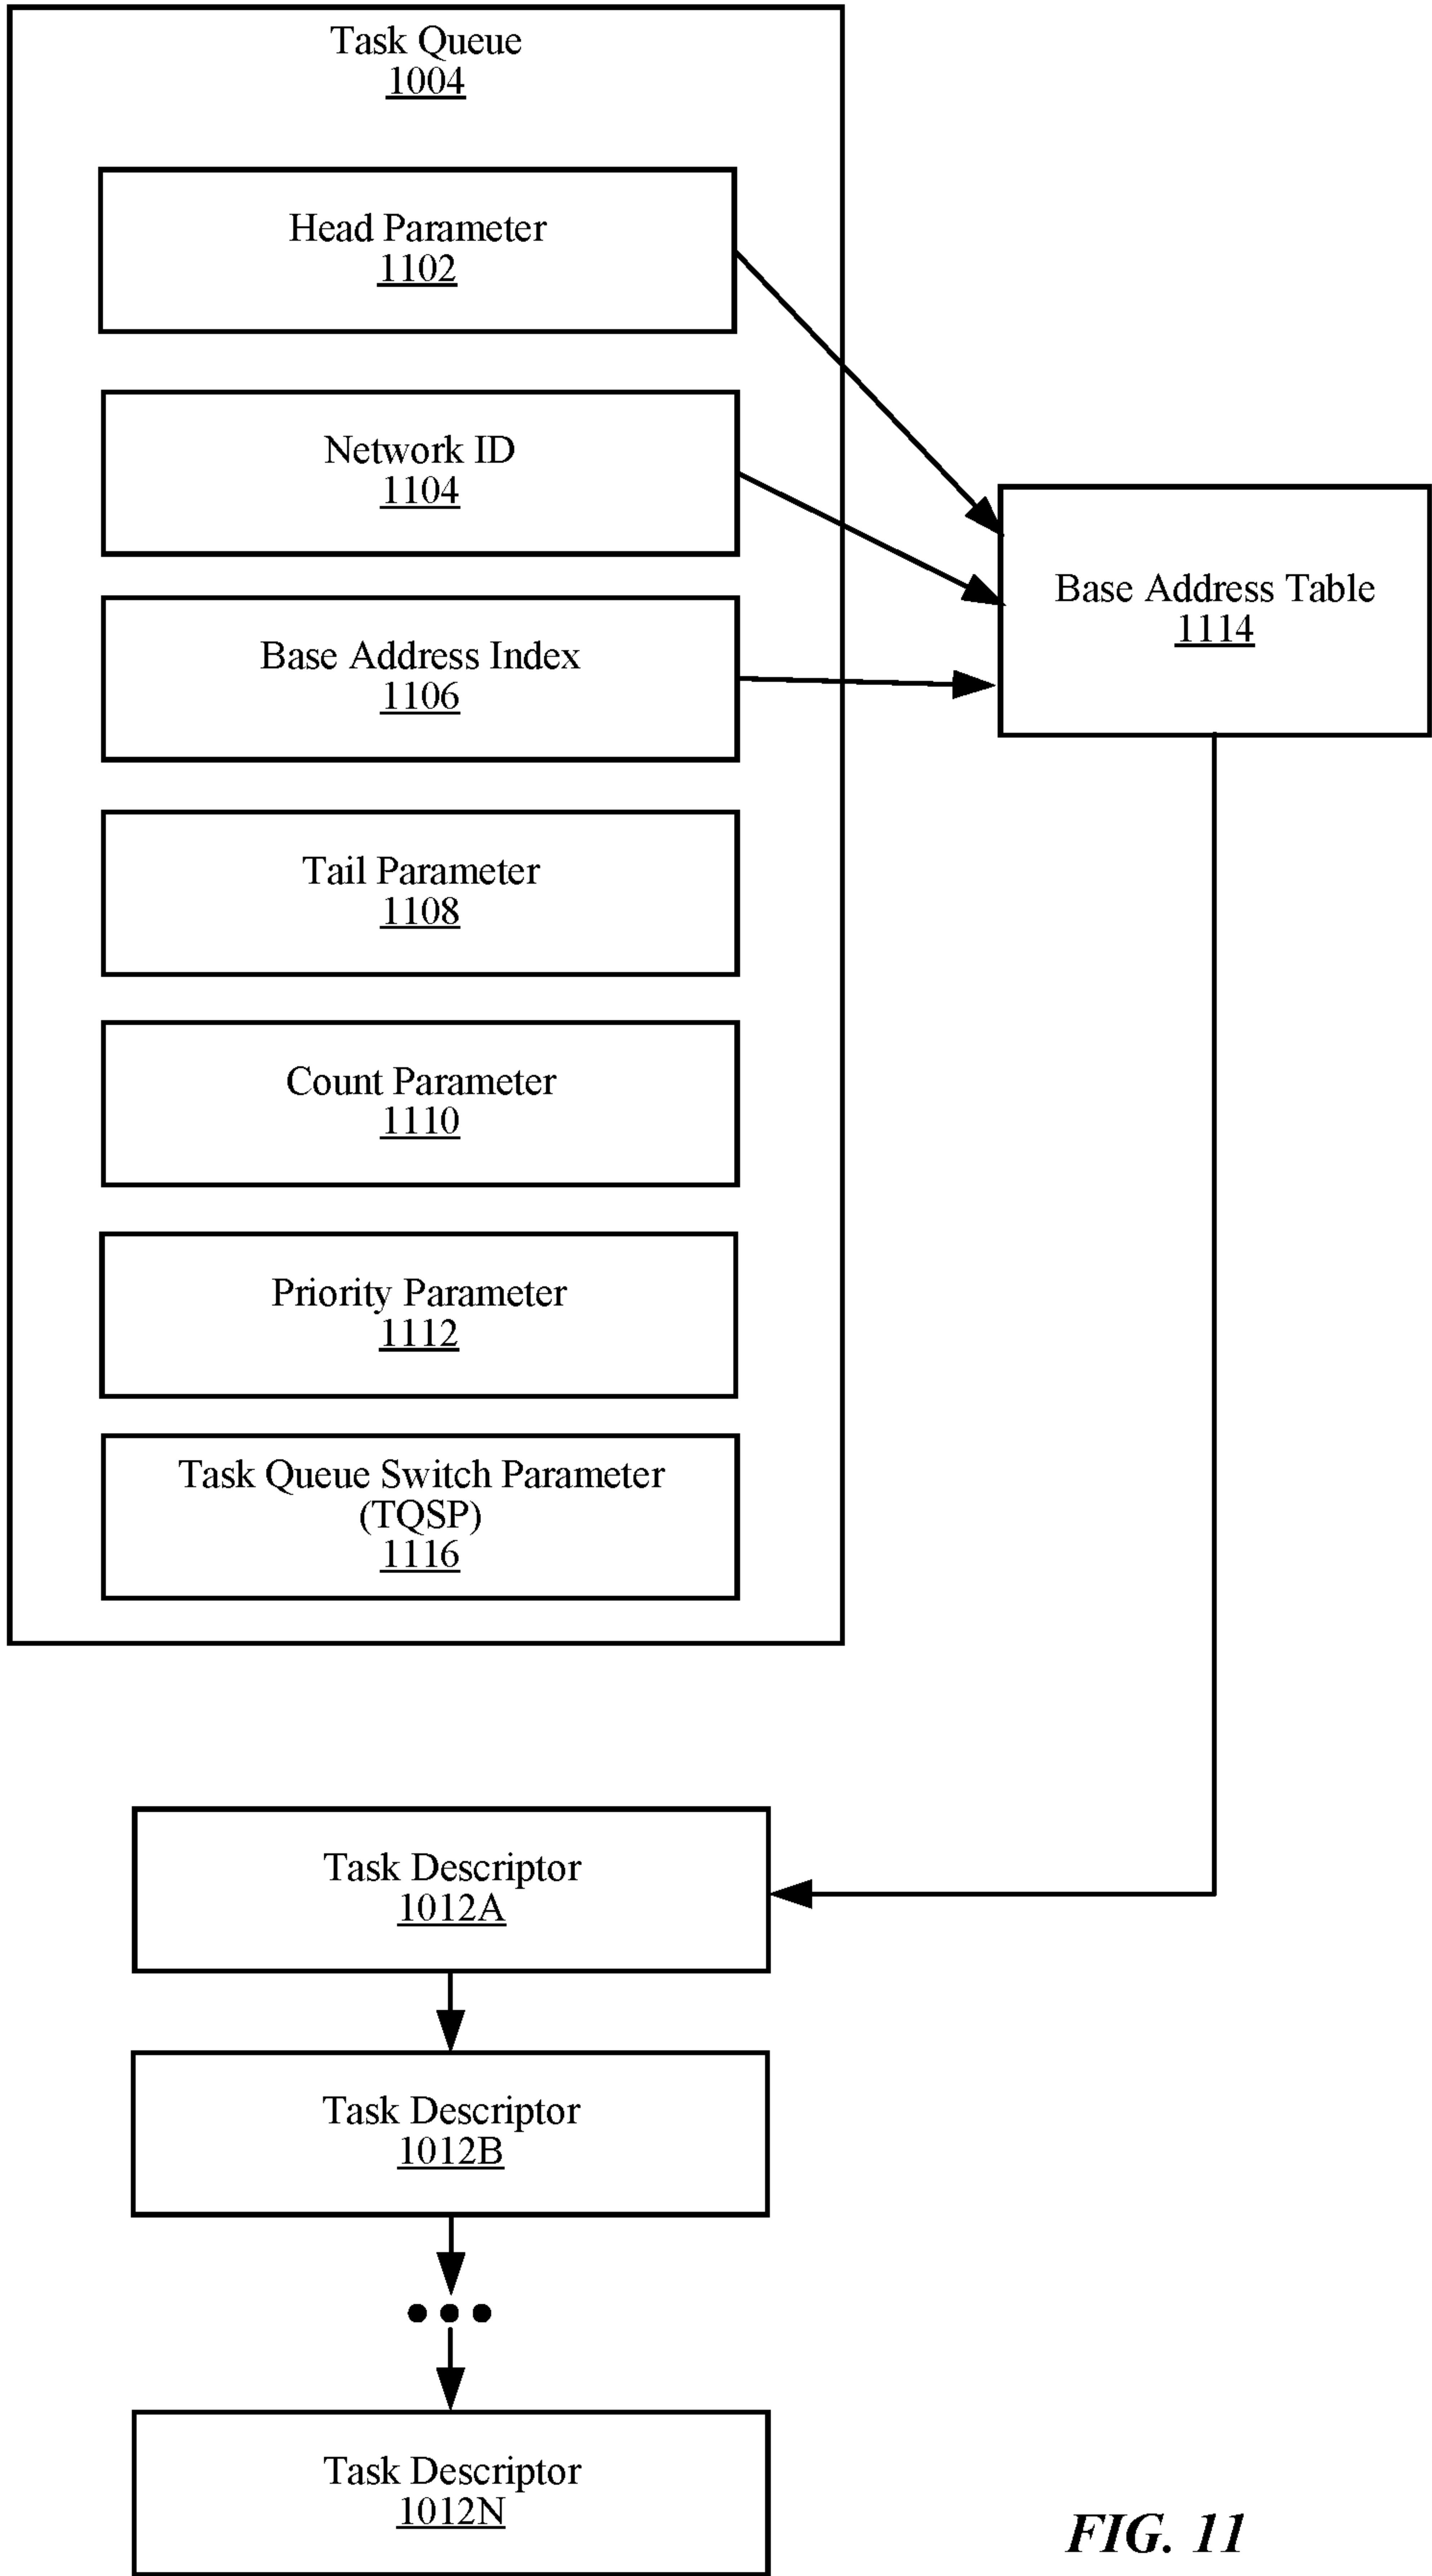 Task Queue
1004
Head Parameter
1102
Network ID
1104
Base Address Index
1106
Base Address Table
1114
Tail Parameter
1108
Count Parameter
1110
Priority Parameter
1112
Task Queue Switch Parameter
(TQSP)
1116
Task Descriptor
1012A
Task Descriptor
1012B
Task Descriptor
1012N
FIG. 11